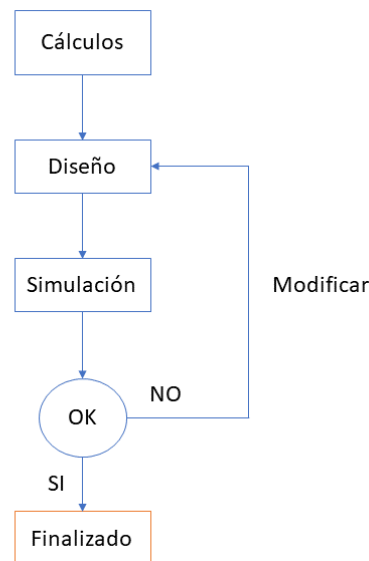 Cálculos
Diseño
Simulación
Modificar
NO
OK
SI
Finalizado